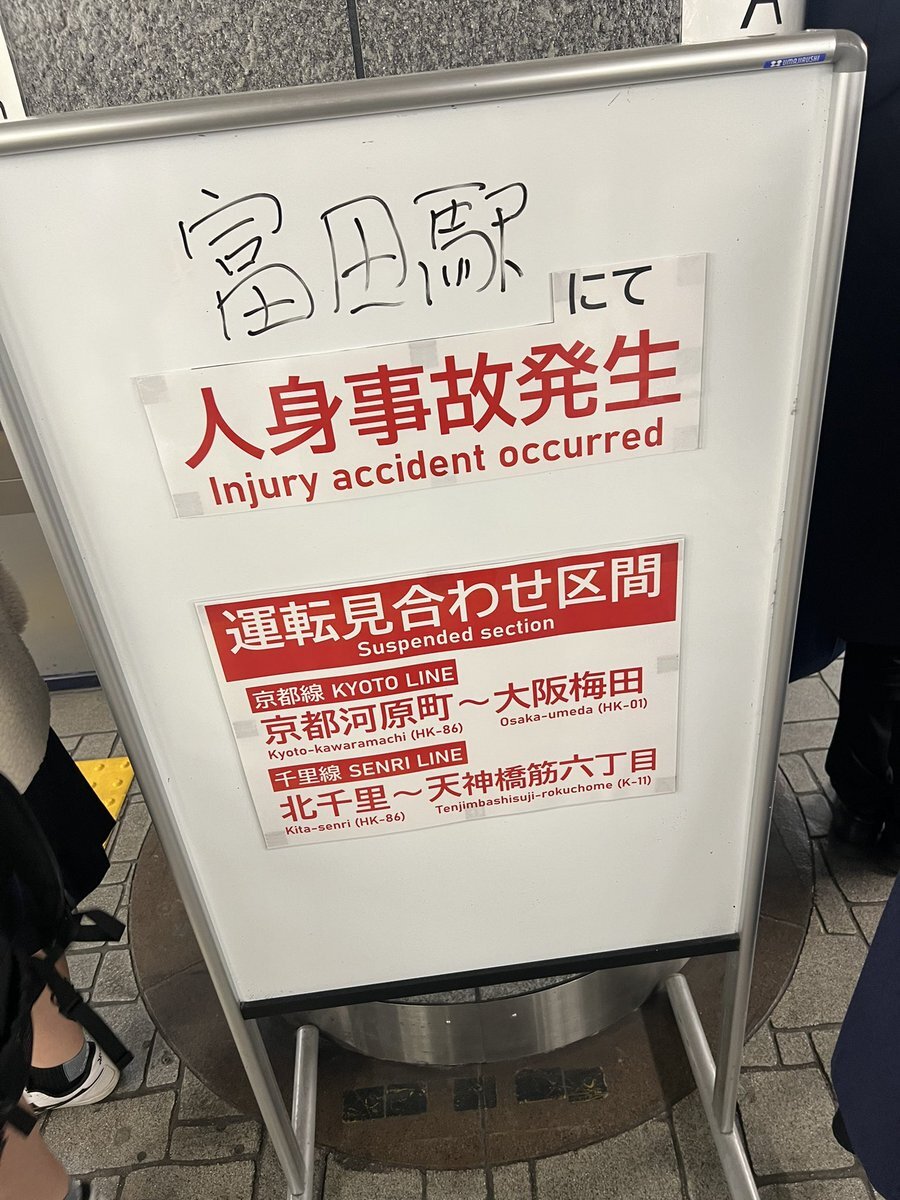 A
UMAJIRUSHI
富田駅
にて
人身事故発生
Injury accident occurred
運転見合わせ区間
Suspended section
京都線 KYOTO LINE
京都河原町～大阪梅田
Kyoto-kawaramachi (HK-86) Osaka-umeda (HK-01)
千里線 SENRI LINE
北千里～天神橋筋六丁目
Kita-senri (HK-86) Tenjimbashisuji-rokuchome (K-11)